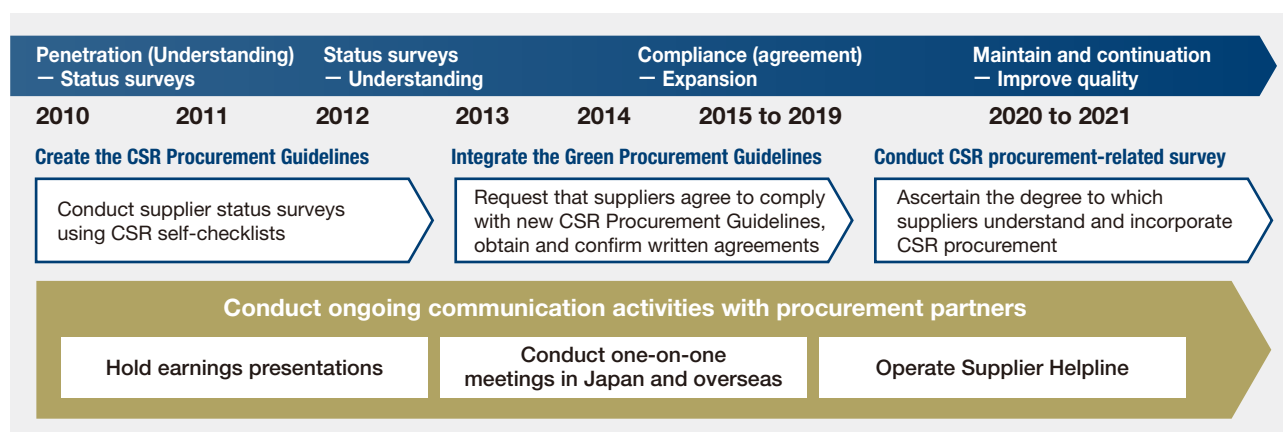 Penetration (Understanding)
— Status surveys
Status surveys
— Understanding
Compliance (agreement)
— Expansion
Maintain and continuation
— Improve quality
2010 2011 2012 2013 2014 2015 to 2019 2020 to 2021
Create the CSR Procurement Guidelines
Conduct supplier status surveys
using CSR self-checklists
Integrate the Green Procurement Guidelines
Request that suppliers agree to comply
with new CSR Procurement Guidelines,
obtain and confirm written agreements
Conduct CSR procurement-related survey
Ascertain the degree to which
suppliers understand and incorporate
CSR procurement
Conduct ongoing communication activities with procurement partners
Hold earnings presentations
Conduct one-on-one
meetings in Japan and overseas
Operate Supplier Helpline